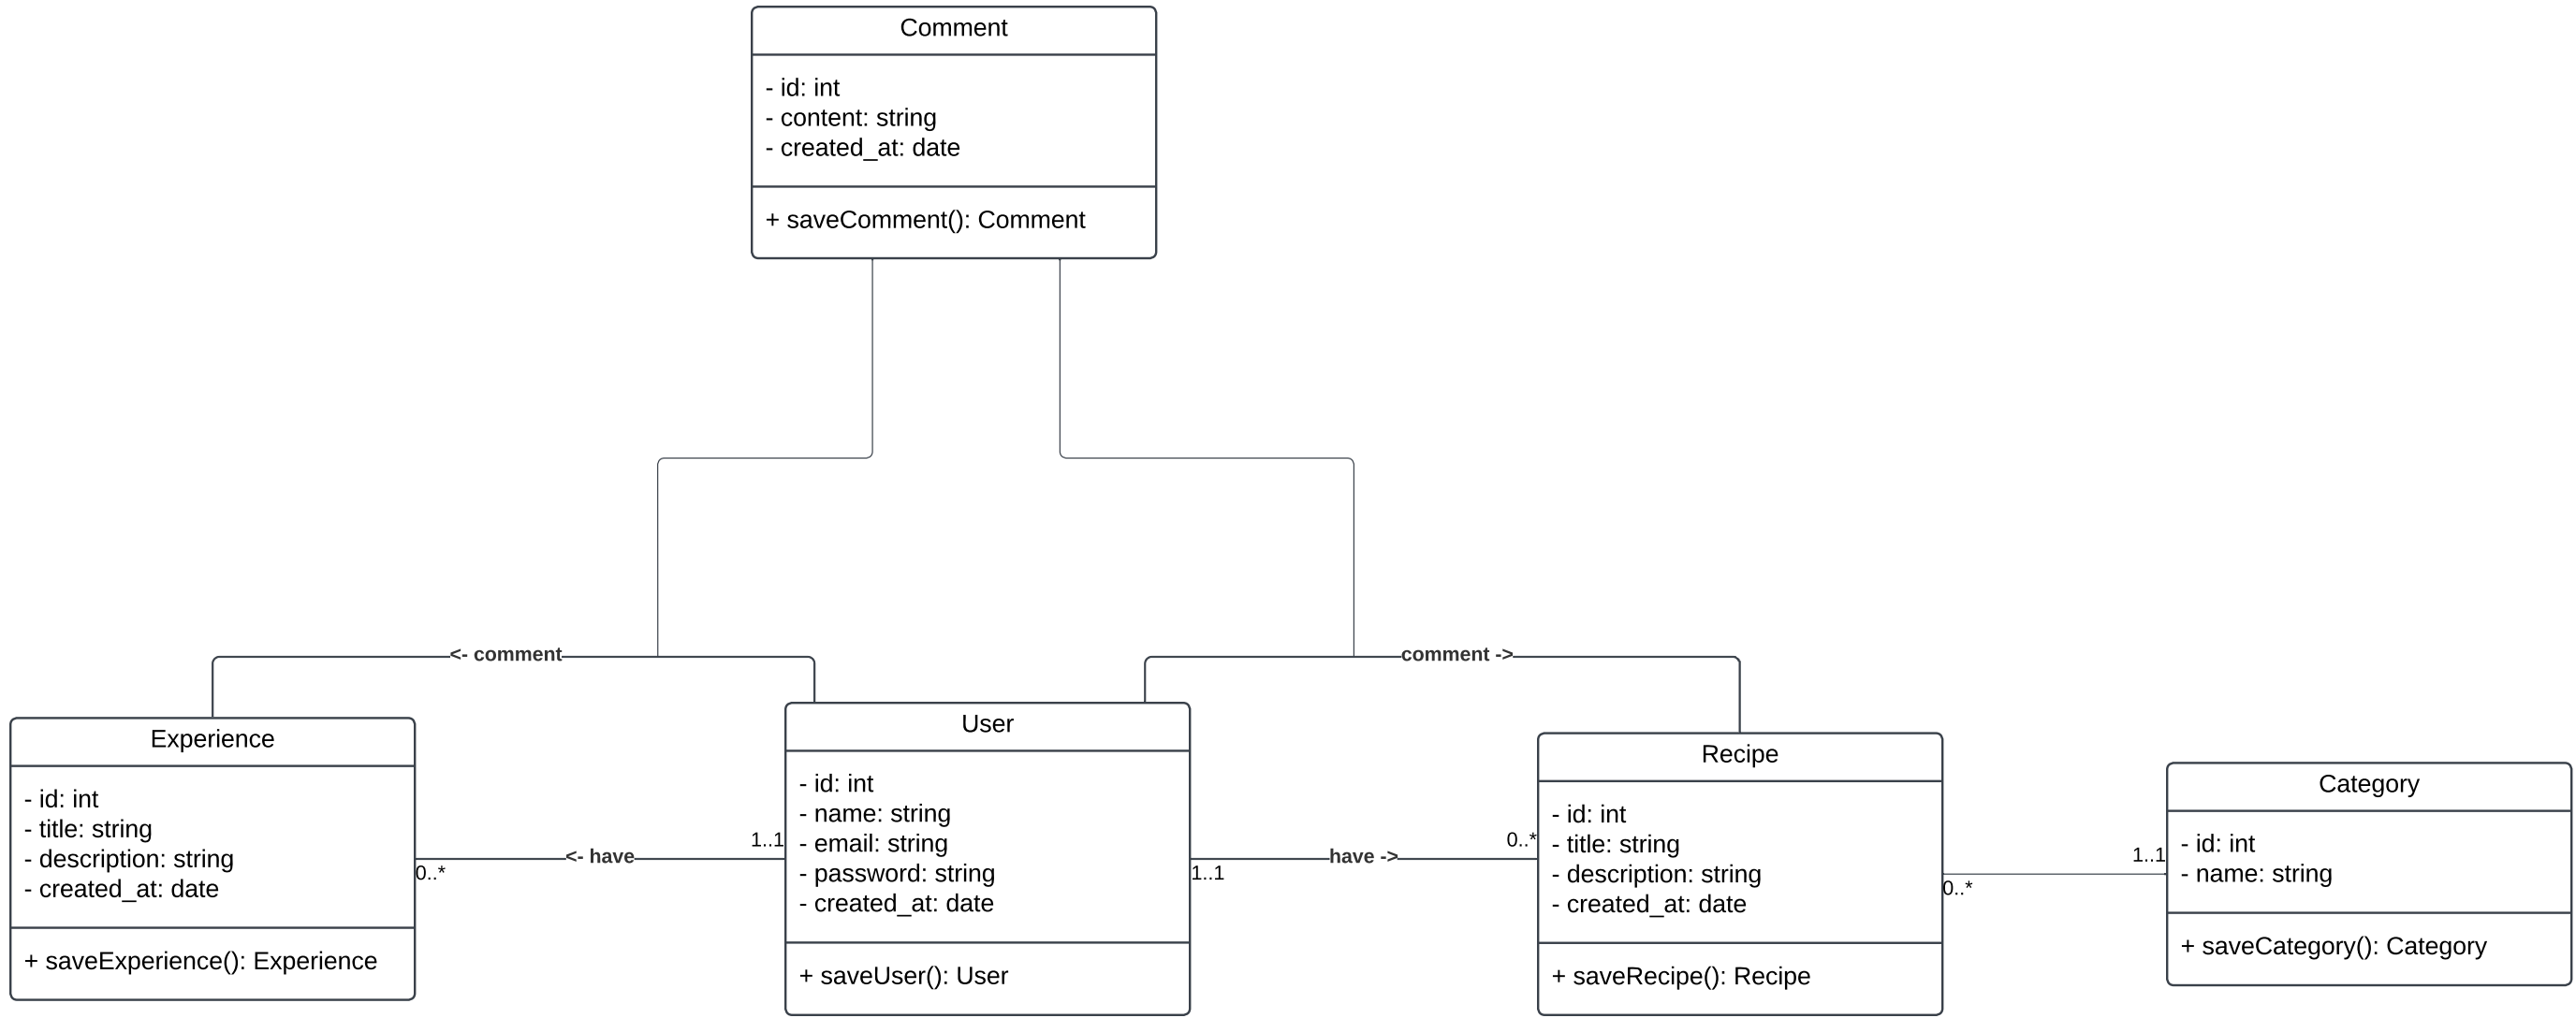 Comment
- id: int
- content: string
- created_at: date
+ saveComment(): Comment
<- comment
comment ->
Experience
- id: int
- title: string
- description: string
- created_at: date
+ saveExperience(): Experience
0..*
<- have
1..1
User
- id: int
- name: string
- email: string
- password: string
- created_at: date
+ saveUser(): User
1..1
have ->
0..*
Recipe
- id: int
- title: string
- description: string
- created_at: date
+ saveRecipe(): Recipe
0..*
1..1
Category
- id: int
- name: string
+ saveCategory(): Category